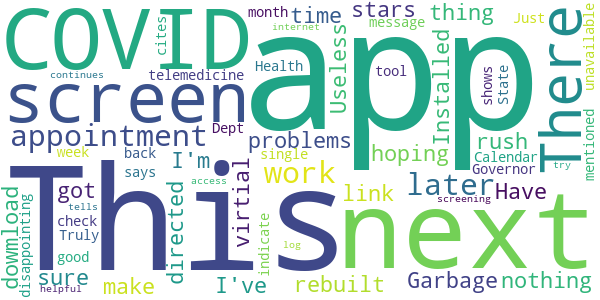 COVID
app
screen
This
next
There
appointment
cites
month
time
stars
message
internet
thing
Just
unavailable
continues
telemedicine
Health
Useless
tool
shows
State
Installed
Dept
problems
hoping
rush
Calendar
Governor
mentioned
try
week
back
says
I'm
single
work
link
later
Have
screening
download
disappointing
got
check
Truly
tells
good
sure
helpful
make
directed
access
I've
virtial
indicate
log
rebuilt
Garbage
nothing